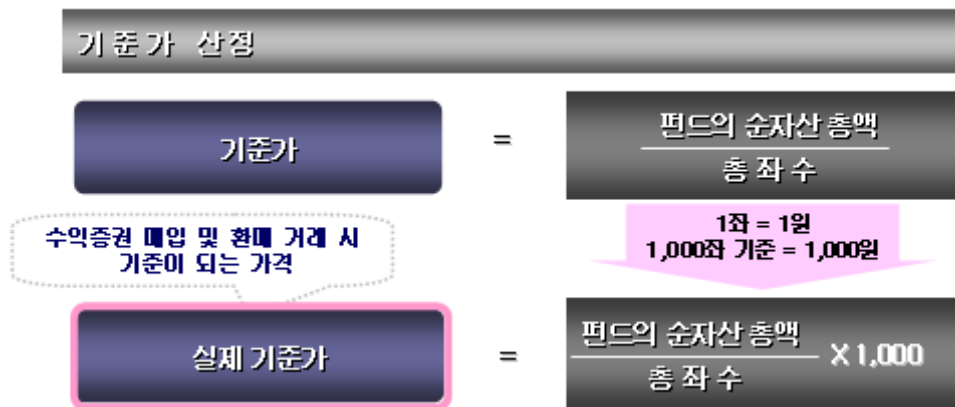 기준가 산정
기준가
=
펀드의 순자산 총액
총 좌 수
수익증권 매입 및 환매 거래 시
기준이 되는 가격
1좌 = 1원
1,000좌 기준 = 1,000원
실제 기준가
=
펀드의 순자산 총액
총 좌 수
X 1,000